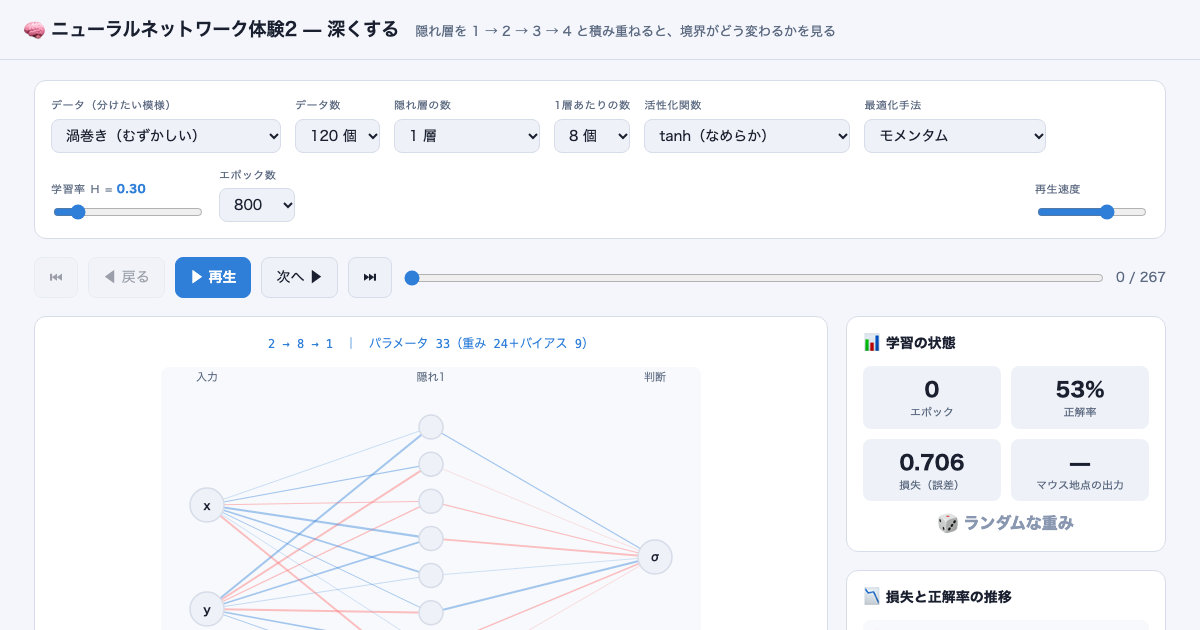 🧠 ニューラルネットワーク体験2 — 深くする 隠れ層を 1 → 2 → 3 → 4 と積み重ねると、境界がどう変わるかを見る
データ（分けたい模様） データ数 隠れ層の数 1層あたりの数 活性化関数 最適化手法
渦巻き（むずかしい） 120 個 1 層 8 個 tanh（なめらか） モメンタム
学習率 H = 0.30 エポック数 再生速度
800
⏮ ◀ 戻る ▶ 再生 次へ ▶ ⏭ 0 / 267
2 → 8 → 1 | パラメータ 33（重み 24＋バイアス 9）
入力 隠れ1 判断
x
y
σ
📊 学習の状態
0 53%
エポック 正解率
0.706 —
損失（誤差） マウス地点の出力
🎲 ランダムな重み
📉 損失と正解率の推移